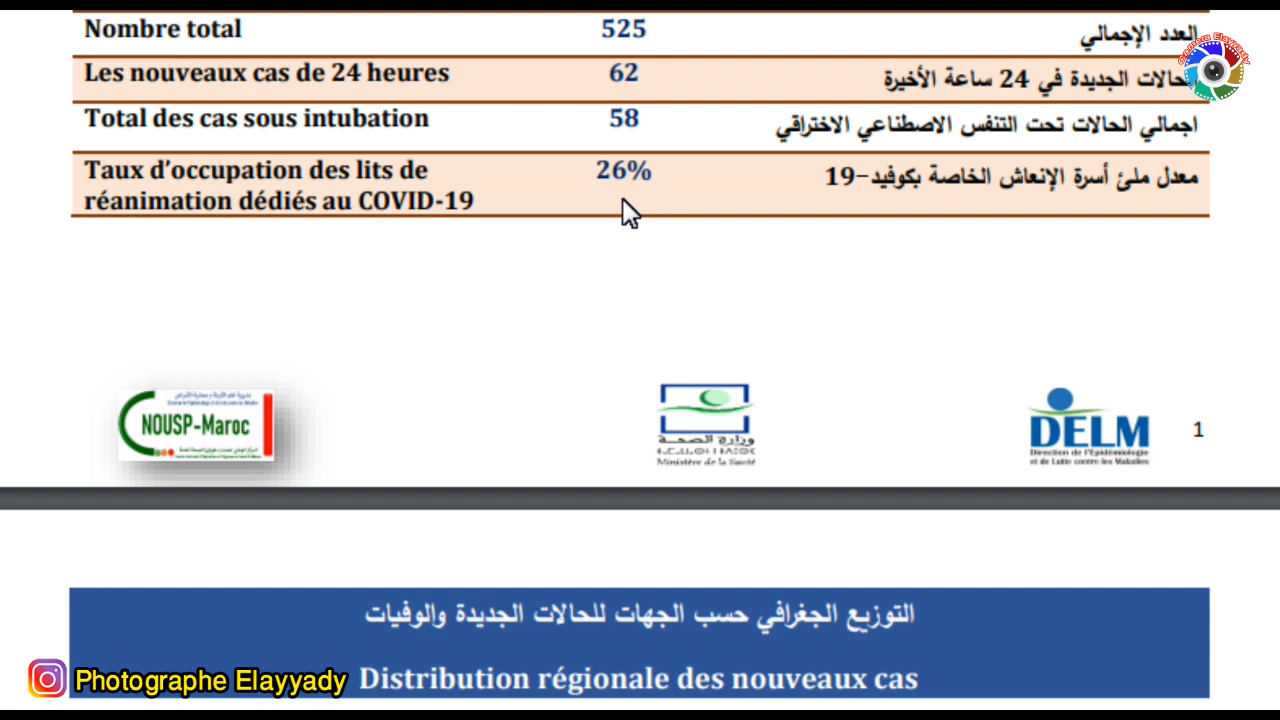 Nombre total 525 العدد الإجمالي
Les nouveaux cas de 24 heures 62 الحالات الجديدة في 24 ساعة الأخيرة
Total des cas sous intubation 58 اجمالي الحالات تحت التنفس الاصطناعي الاختراقي
Taux d’occupation des lits de 26% معدل ملئ أسرة الإنعاش الخاصة بكوفيد-19
réanimation dédiés au COVID-19
Camera Elayyady
NOUSP-Maroc
وزارة الصحة
Ministère de la Santé
DELM
Direction de l'Epidémiologie
et de Lutte contre les Maladies
1
التوزيع الجغرافي حسب الجهات للحالات الجديدة والوفيات
Distribution régionale des nouveaux cas
Photographe Elayyady